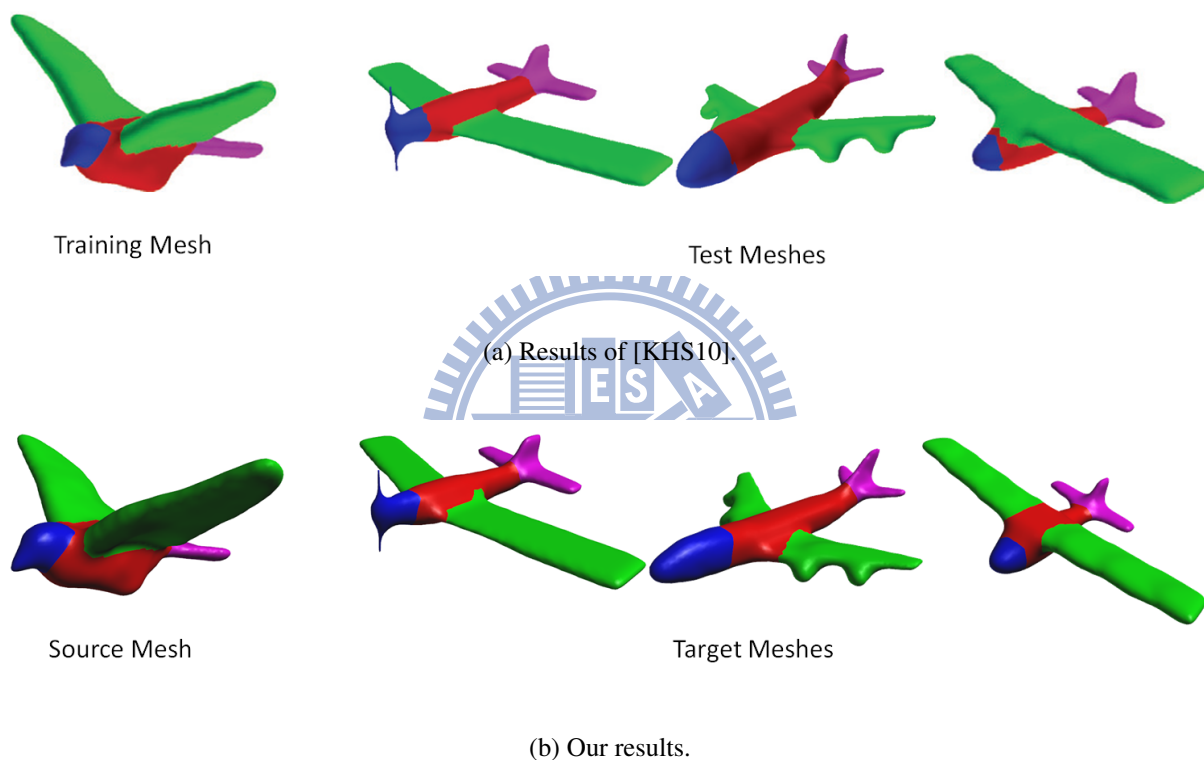 Training Mesh
Test Meshes
(a) Results of [KHS10].
E S A
Source Mesh
Target Meshes
(b) Our results.